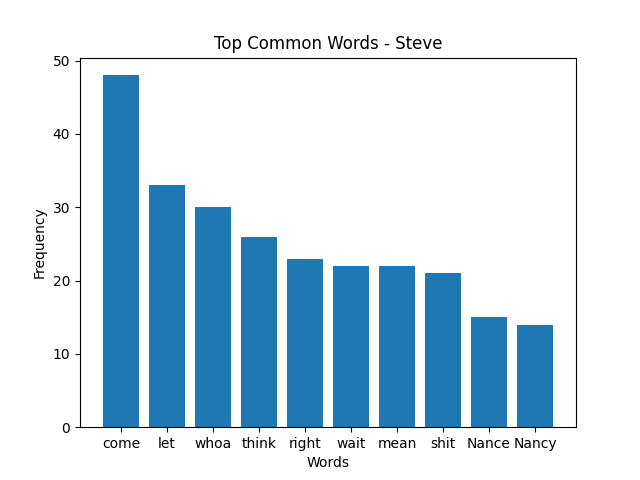 Top Common Words - Steve
50
40
30
20
10
0
Frequency
come let whoa think right wait mean shit Nance Nancy
Words